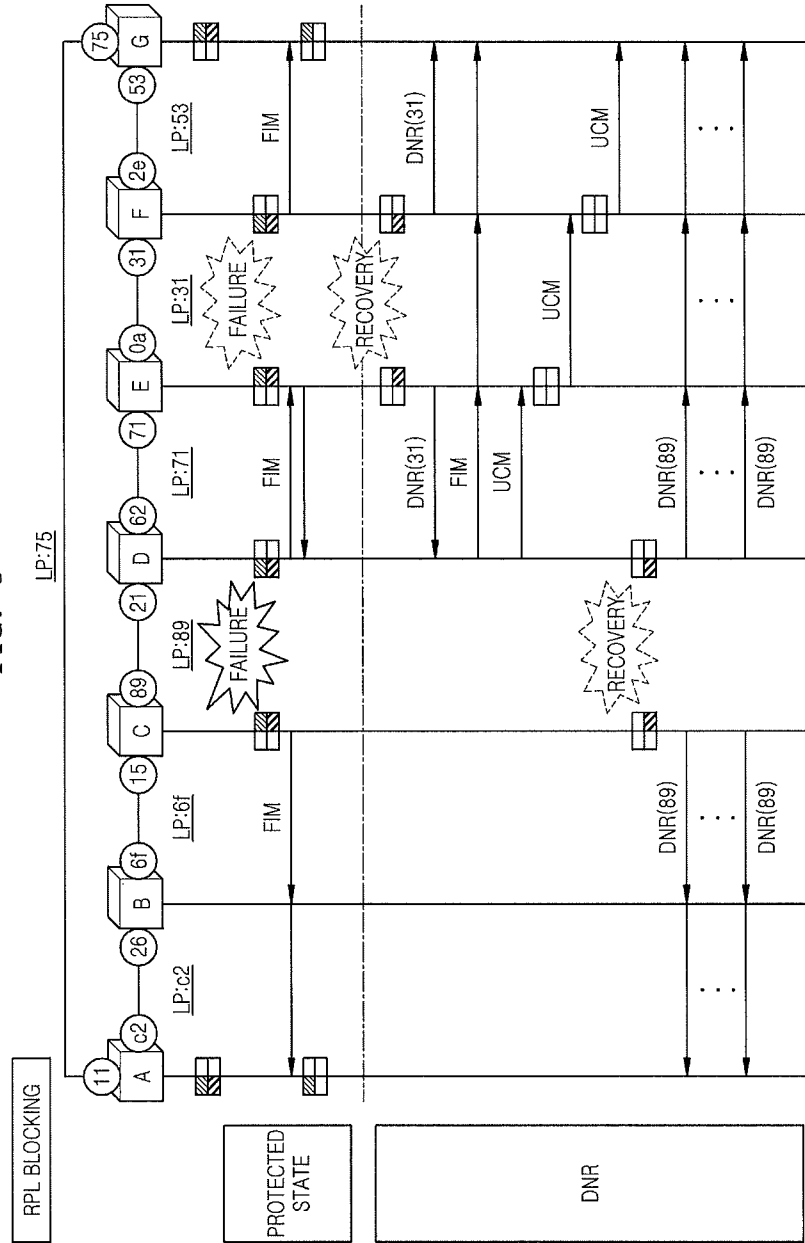 RPL BLOCKING
LP:75
11
A
c2
26
B
6f
15
C
89
21
D
62
71
E
0a
31
F
2e
53
G
75
LP:c2
LP:6f
LP:89
LP:71
LP:31
LP:53
PROTECTED
STATE
FAILURE
FAILURE
FIM
FIM
FIM
RECOVERY
DNR
DNR(31)
DNR(31)
FIM
UCM
UCM
UCM
RECOVERY
DNR(89)
DNR(89)
. . .
. . .
. . .
. . .
. . .
DNR(89)
DNR(89)